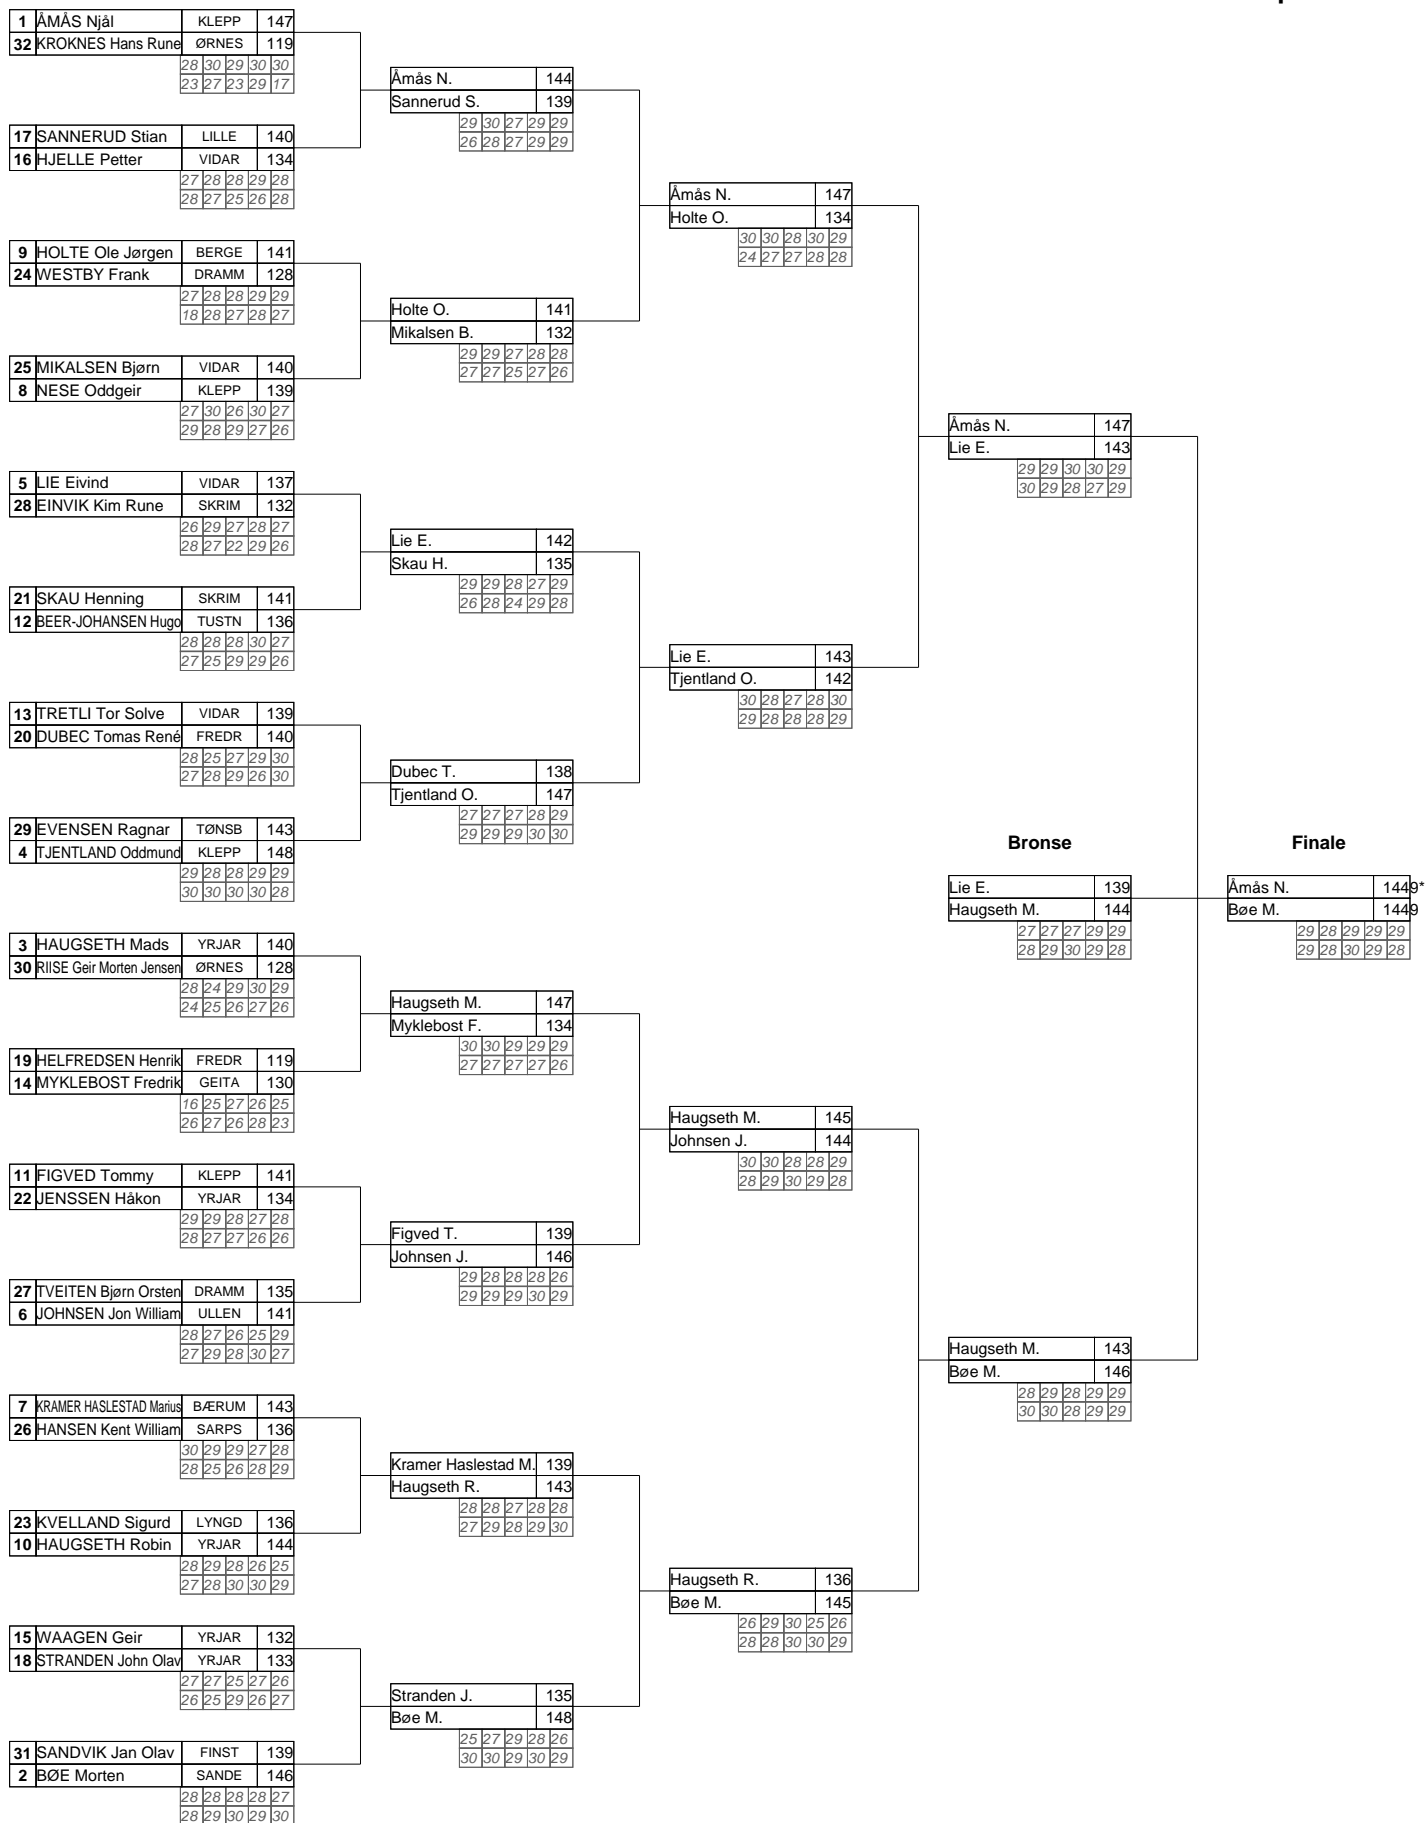 1 ÅMÅS Njål KLEPP 147
32 KROKNES Hans Rune ØRNES 119
28 30 29 30 30
23 27 23 29 17
Åmås N. 144
Sannerud S. 139
29 30 27 29 29
26 28 27 29 29
17 SANNERUD Stian LILLE 140
16 HJELLE Petter VIDAR 134
27 28 28 29 28
28 27 25 26 28
Åmås N. 147
Holte O. 134
30 30 28 30 29
24 27 27 28 28
9 HOLTE Ole Jørgen BERGE 141
24 WESTBY Frank DRAMM 128
27 28 28 29 29
18 28 27 28 27
Holte O. 141
Mikalsen B. 132
29 29 27 28 28
27 27 25 27 26
25 MIKALSEN Bjørn VIDAR 140
8 NESE Oddgeir KLEPP 139
27 30 26 30 27
29 28 29 27 26
Åmås N. 147
Lie E. 143
29 29 30 30 29
30 29 28 27 29
5 LIE Eivind VIDAR 137
28 EINVIK Kim Rune SKRIM 132
26 29 27 28 27
28 27 22 29 26
Lie E. 142
Skau H. 135
29 29 28 27 29
26 28 24 29 28
21 SKAU Henning SKRIM 141
12 BEER-JOHANSEN Hugo TUSTN 136
28 28 28 30 27
27 25 29 29 26
Lie E. 143
Tjentland O. 142
30 28 27 28 30
29 28 28 28 29
13 TRETLI Tor Solve VIDAR 139
20 DUBEC Tomas René FREDR 140
28 25 27 29 30
27 28 29 26 30
Dubec T. 138
Tjentland O. 147
27 27 27 28 29
29 29 29 30 30
29 EVENSEN Ragnar TØNSB 143
4 TJENTLAND Oddmund KLEPP 148
29 28 28 29 29
30 30 30 30 28
Bronse Finale
Lie E. 139 Åmås N. 1449*
Haugseth M. 144 Bøe M. 1449
27 27 27 29 29 29 28 29 29 29
28 29 30 29 28 29 28 30 29 28
3 HAUGSETH Mads YRJAR 140
30 RIISE Geir Morten Jensen ØRNES 128
28 24 29 30 29
24 25 26 27 26
Haugseth M. 147
Myklebost F. 134
30 30 29 29 29
27 27 27 27 26
19 HELFREDSEN Henrik FREDR 119
14 MYKLEBOST Fredrik GEITA 130
16 25 27 26 25
26 27 26 28 23
Haugseth M. 145
Johnsen J. 144
30 30 28 28 29
28 29 30 29 28
11 FIGVED Tommy KLEPP 141
22 JENSSEN Håkon YRJAR 134
29 29 28 27 28
28 27 27 26 26
Figved T. 139
Johnsen J. 146
29 28 28 28 26
29 29 29 30 29
27 TVEITEN Bjørn Orsten DRAMM 135
6 JOHNSEN Jon William ULLEN 141
28 27 26 25 29
27 29 28 30 27
Haugseth M. 143
Bøe M. 146
28 29 28 29 29
30 30 28 29 29
7 KRAMER HASLESTAD Marius BÆRUM 143
26 HANSEN Kent William SARPS 136
30 29 29 27 28
28 25 26 28 29
Kramer Haslestad M. 139
Haugseth R. 143
28 28 27 28 28
27 29 28 29 30
23 KVELLAND Sigurd LYNGD 136
10 HAUGSETH Robin YRJAR 144
28 29 28 26 25
27 28 30 30 29
Haugseth R. 136
Bøe M. 145
26 29 30 25 26
28 28 30 30 29
15 WAAGEN Geir YRJAR 132
18 STRANDEN John Olav YRJAR 133
27 27 25 27 26
26 25 29 26 27
Stranden J. 135
Bøe M. 148
25 27 29 28 26
30 30 29 30 29
31 SANDVIK Jan Olav FINST 139
2 BØE Morten SANDE 146
28 28 28 28 27
28 29 30 29 30